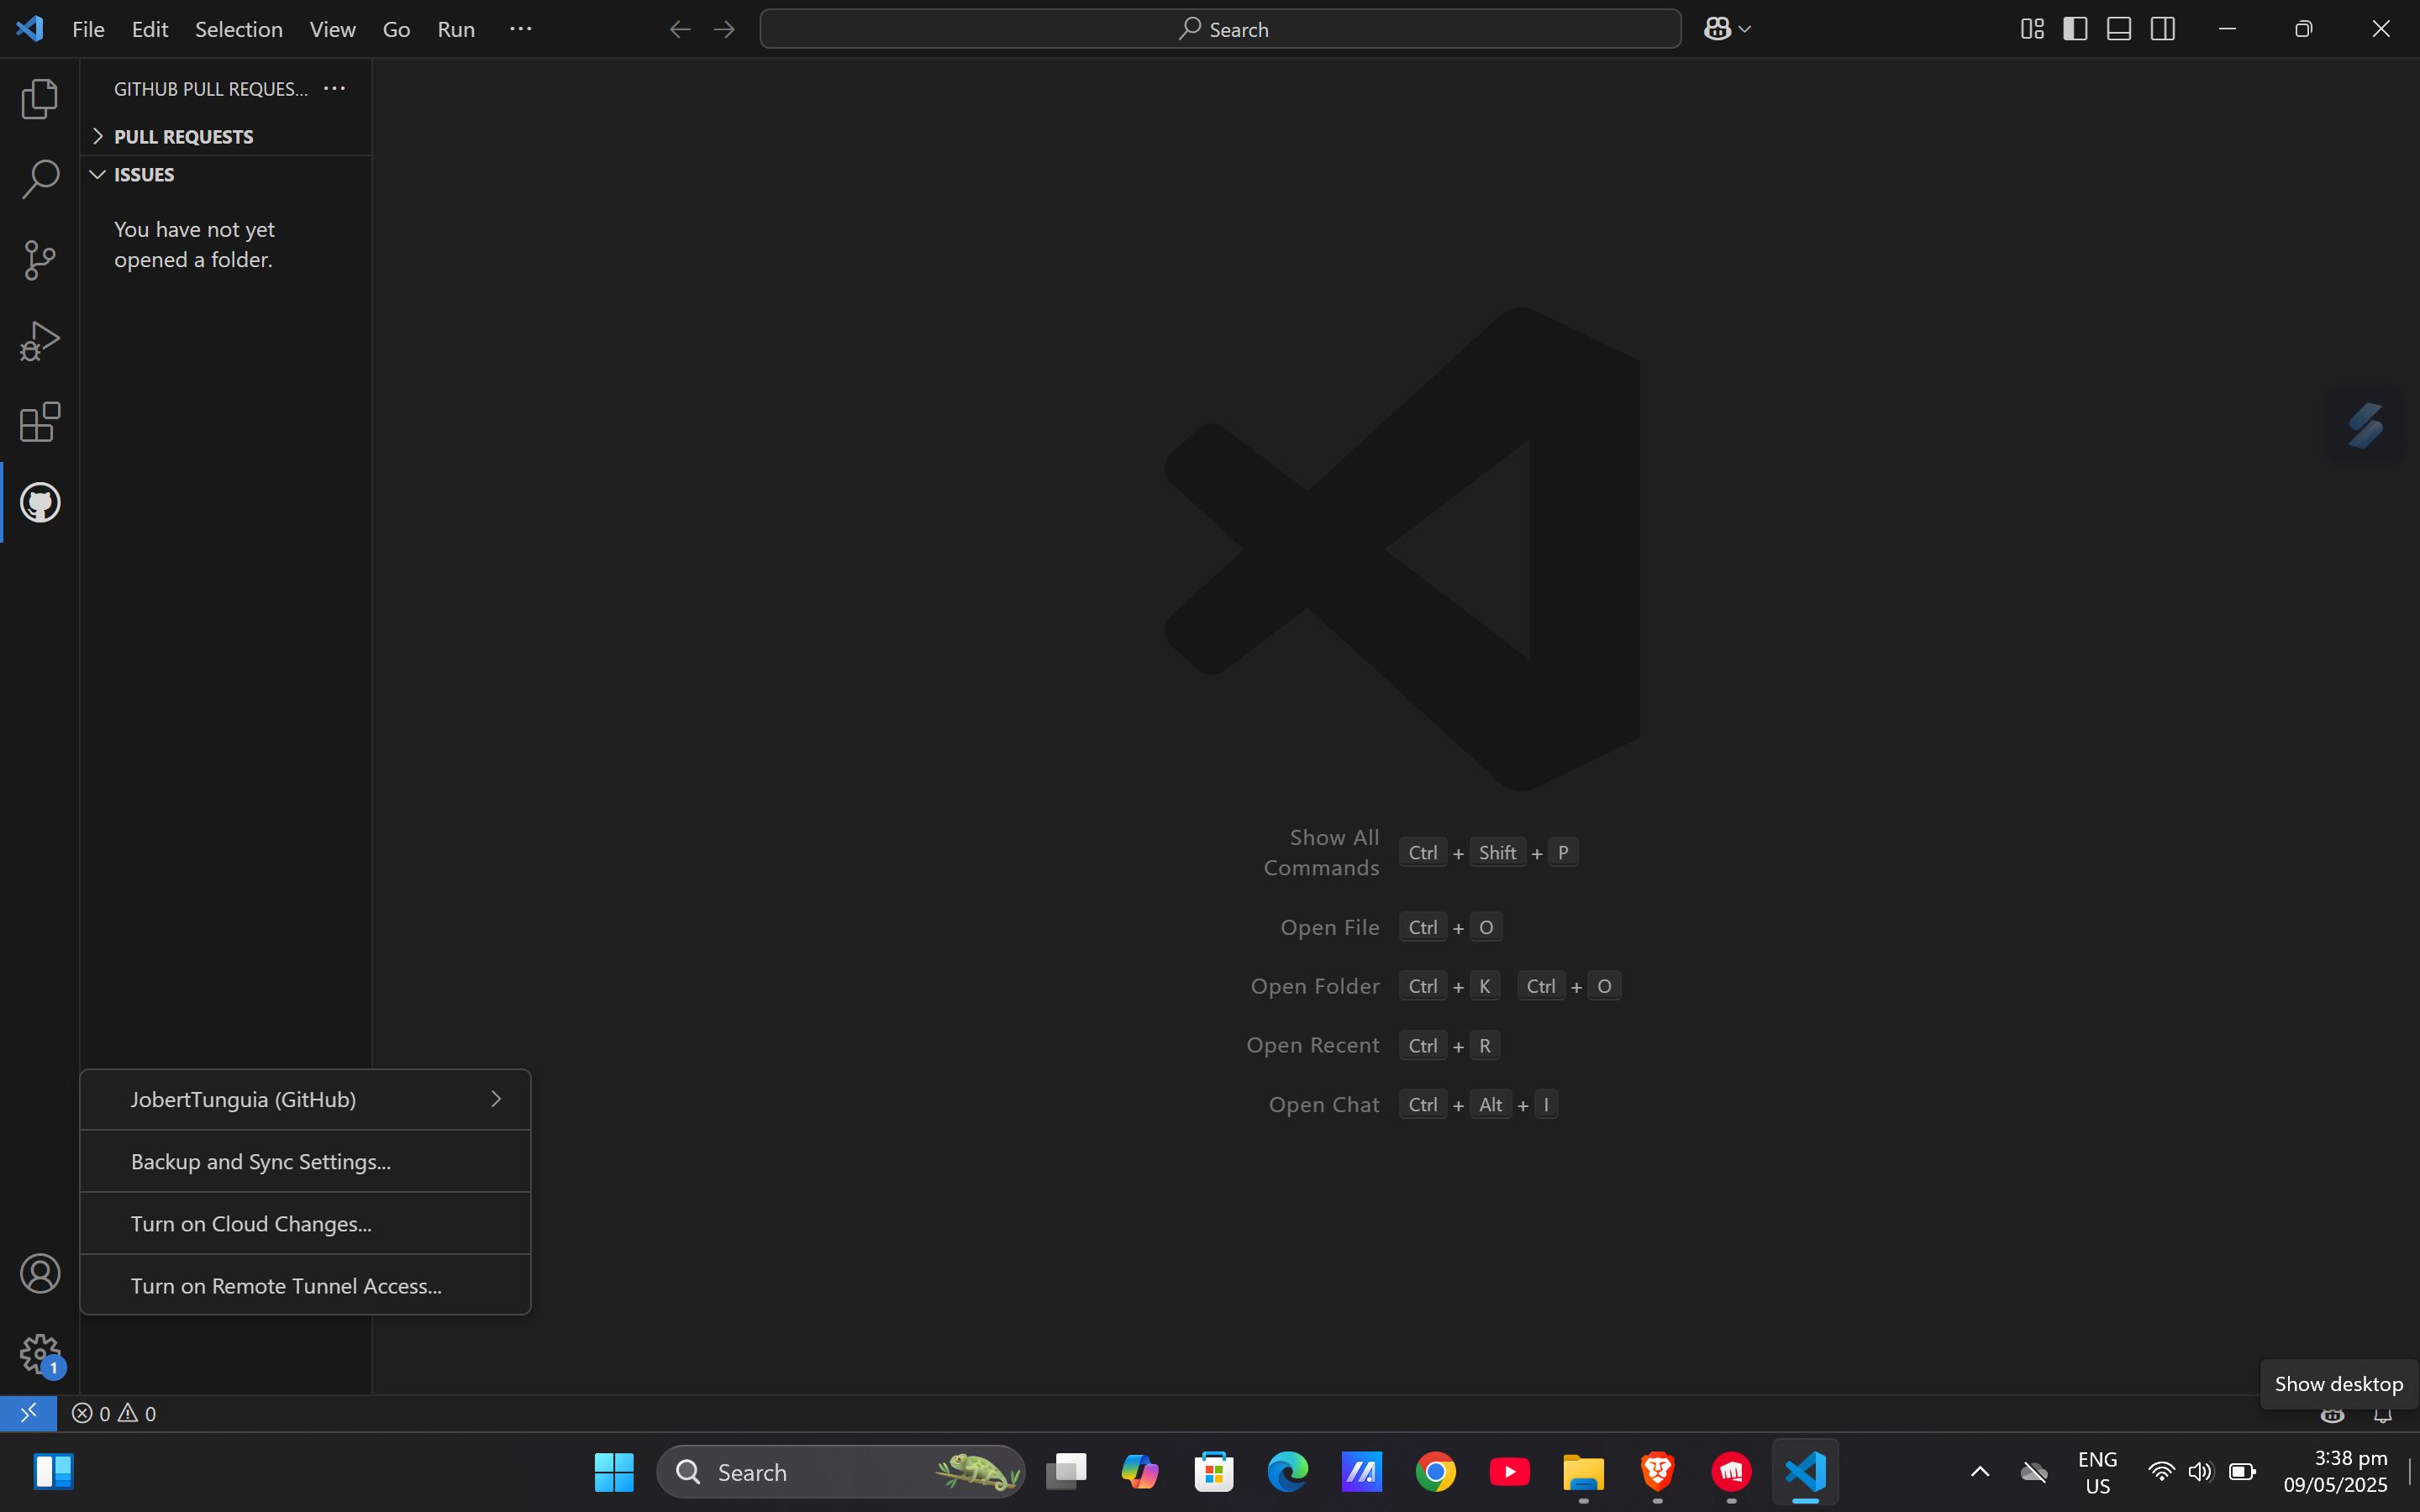 File Edit Selection View Go Run ···
Search
GITHUB PULL REQUES... ···
PULL REQUESTS
ISSUES
You have not yet
opened a folder.
Show All
Commands Ctrl + Shift + P
Open File Ctrl + O
Open Folder Ctrl + K Ctrl + O
Open Recent Ctrl + R
Open Chat Ctrl + Alt + I
JobertTunguia (GitHub)
Backup and Sync Settings...
Turn on Cloud Changes...
Turn on Remote Tunnel Access...
1
Show desktop
0 0
Search
ENG
US
3:38 pm
09/05/2025